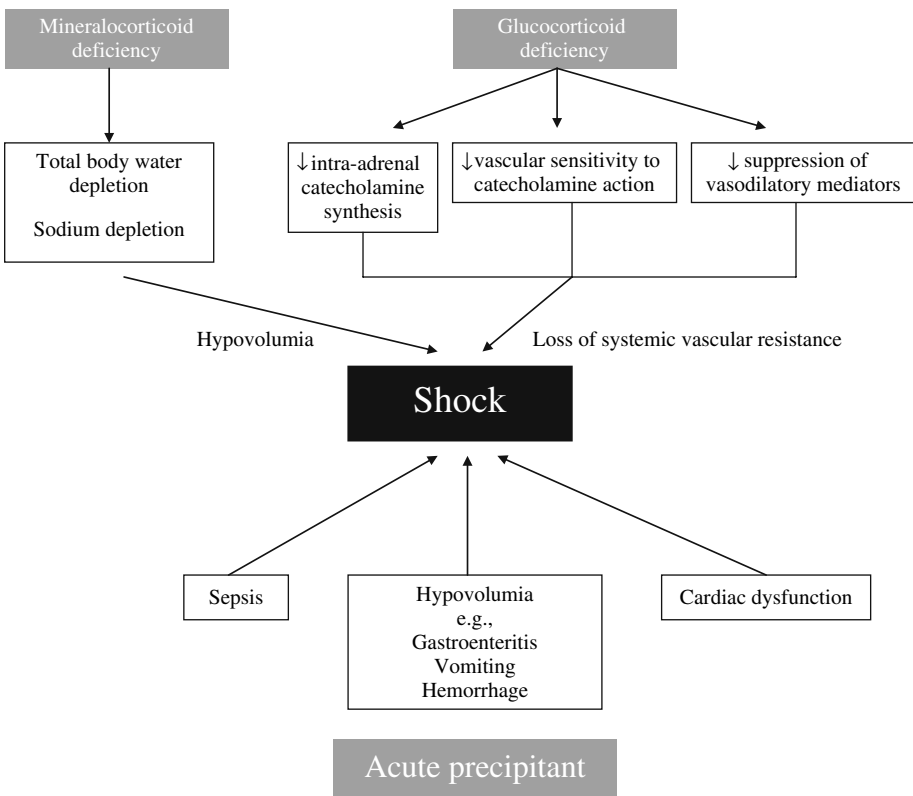 Mineralocorticoid
deficiency
Glucocorticoid
deficiency
Total body water
depletion
Sodium depletion
↓intra-adrenal
catecholamine
synthesis
↓vascular sensitivity to
catecholamine action
↓ suppression of
vasodilatory mediators
Hypovolumia
Loss of systemic vascular resistance
Shock
Sepsis
Hypovolumia
e.g.,
Gastroenteritis
Vomiting
Hemorrhage
Cardiac dysfunction
Acute precipitant